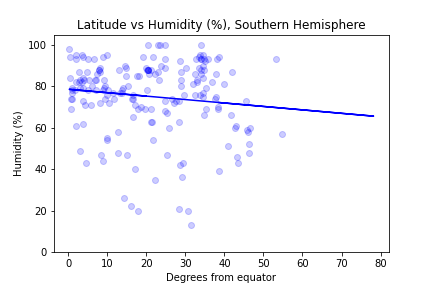 Latitude vs Humidity (%), Southern Hemisphere
100
80
60
40
20
0
Humidity (%)
0 10 20 30 40 50 60 70 80
Degrees from equator